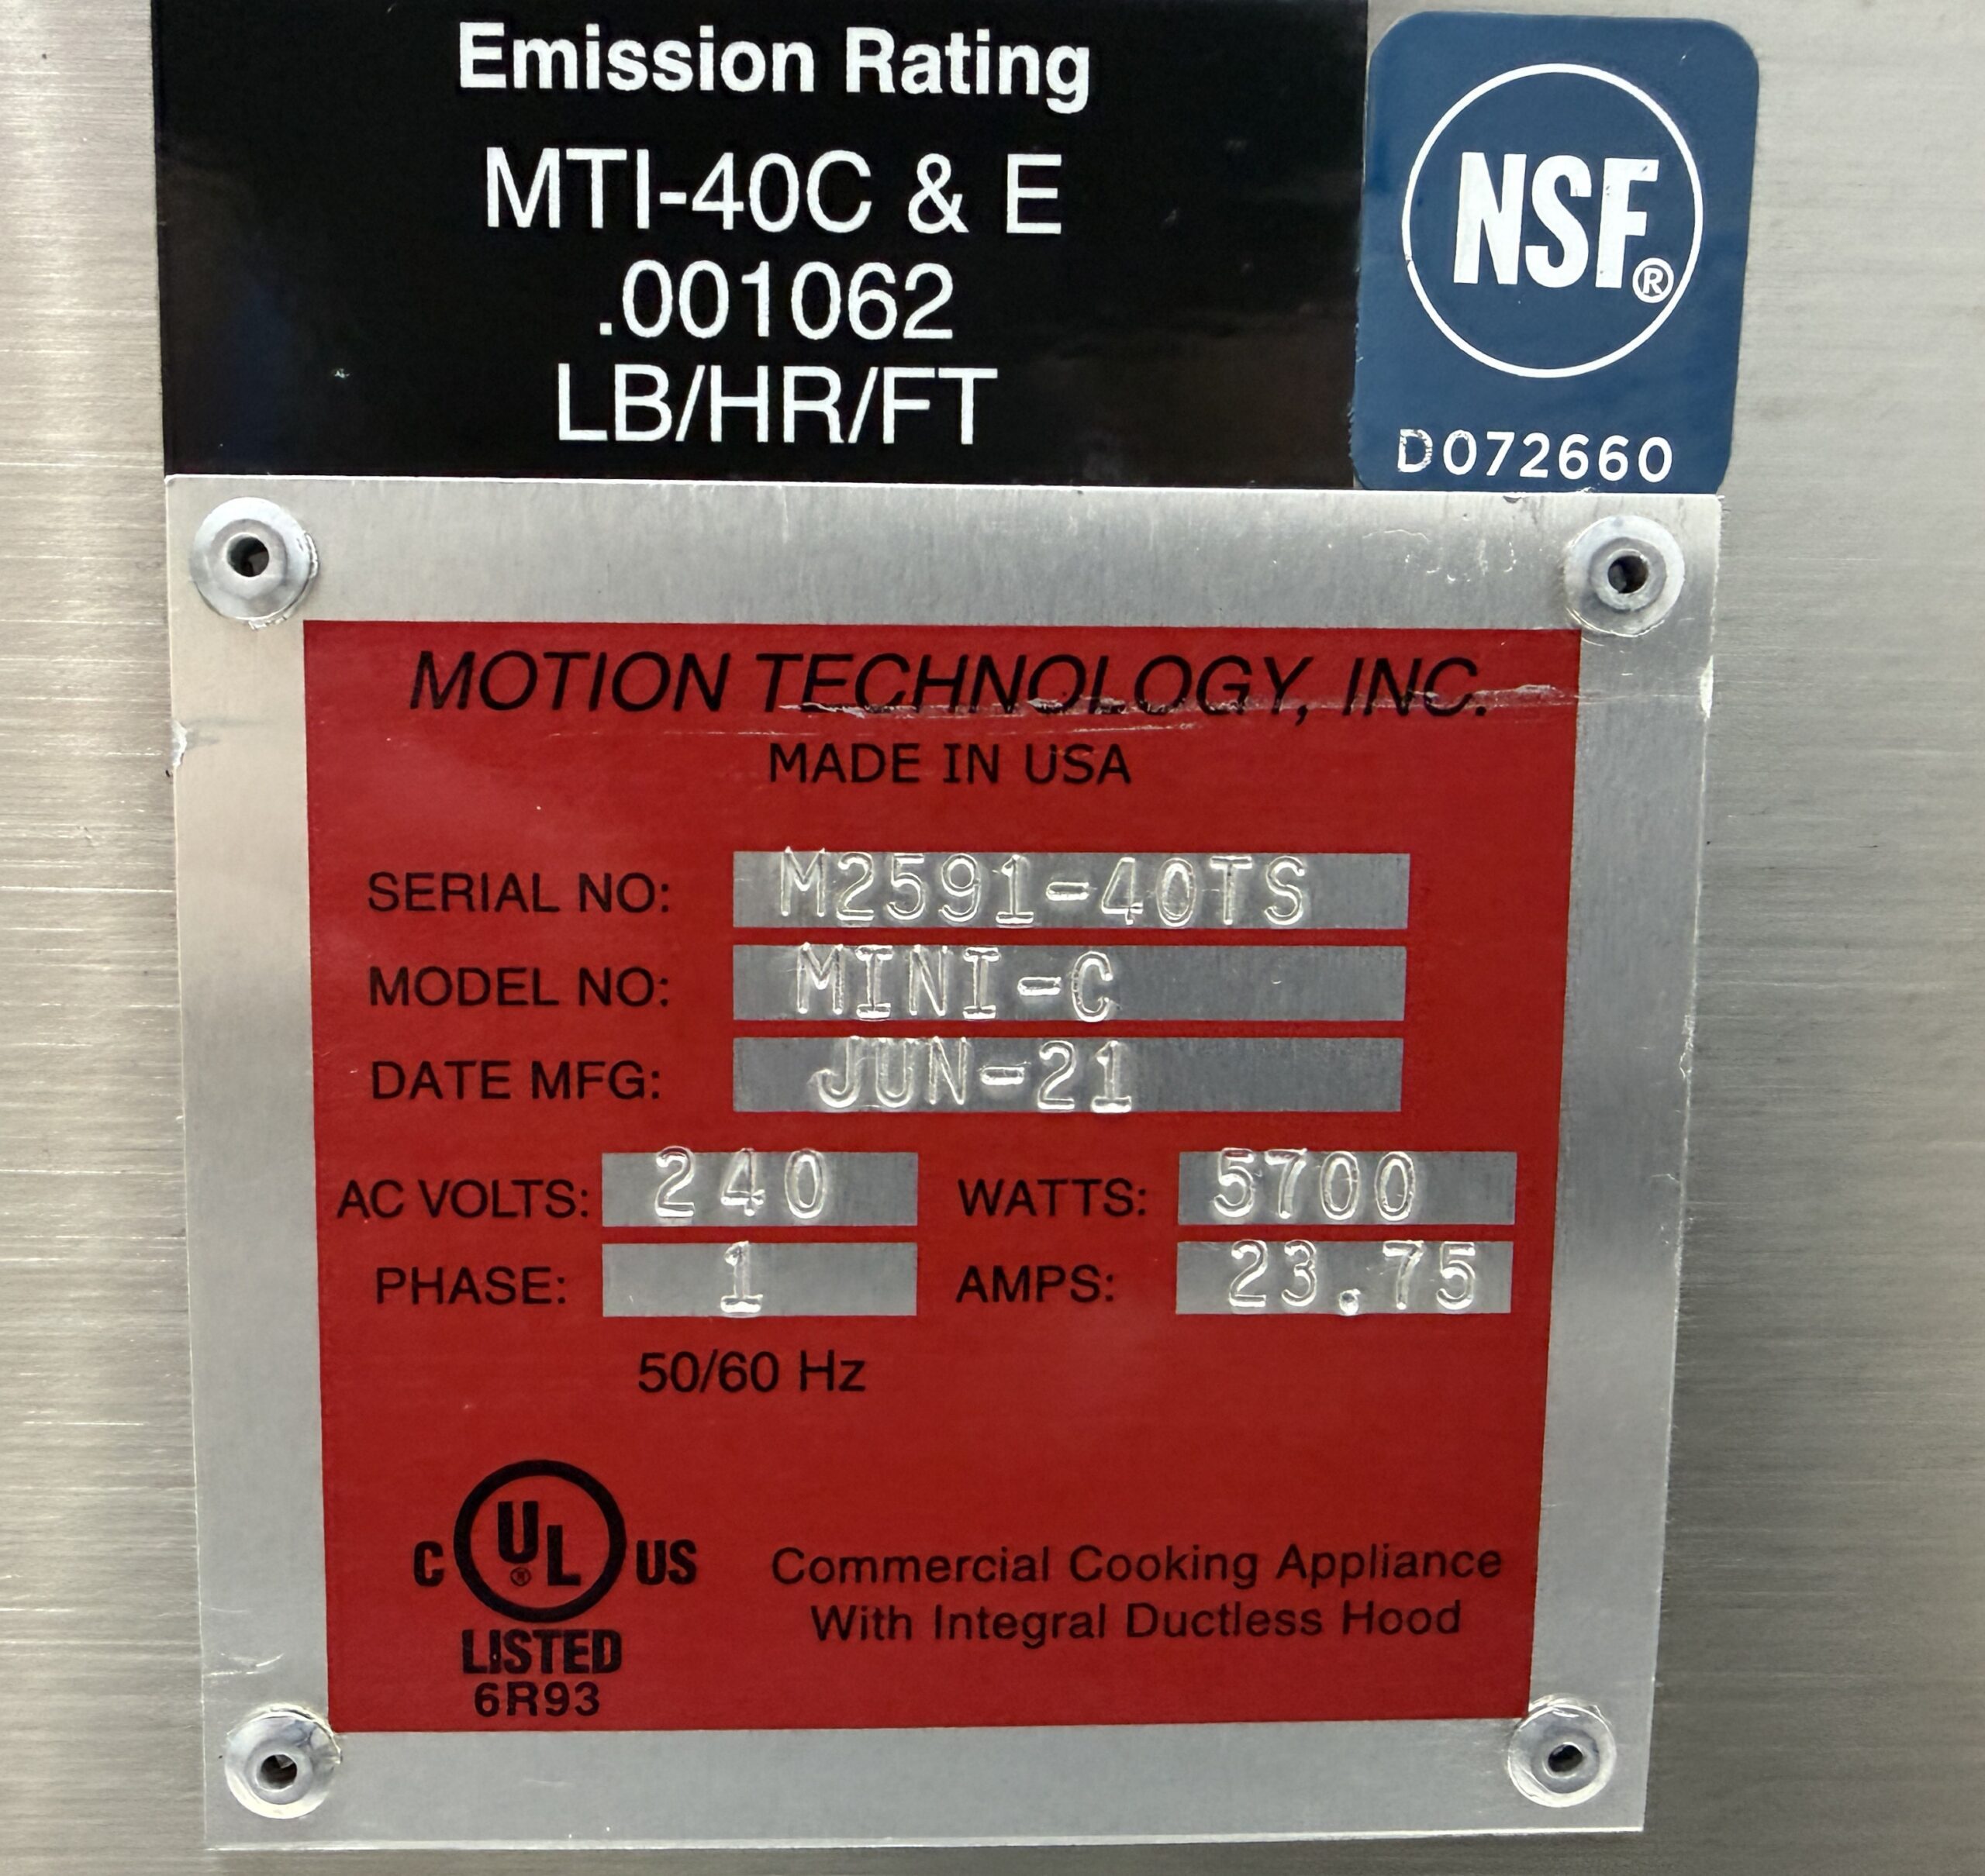 Emission Rating
MTI-40C & E
.001062
LB/HR/FT
NSF®
D072660
MOTION TECHNOLOGY, INC.
MADE IN USA
SERIAL NO: M2591-40TS
MODEL NO: MINI-C
DATE MFG: JUN-21
AC VOLTS: 240 WATTS: 5700
PHASE: 1 AMPS: 23.75
50/60 Hz
C UL® US
LISTED
6R93
Commercial Cooking Appliance
With Integral Ductless Hood